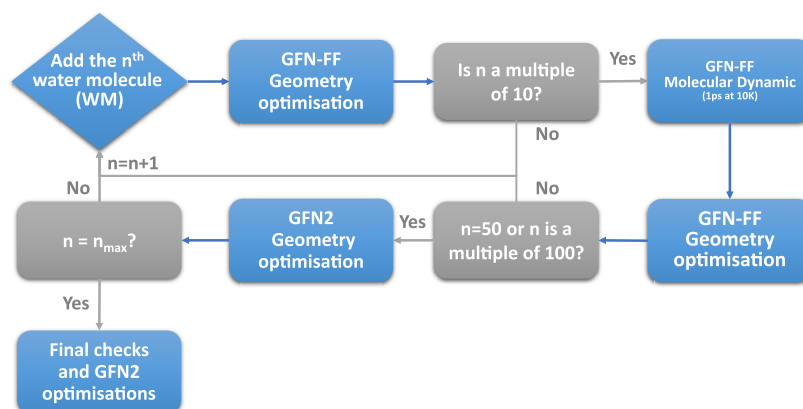 Add the nth
water molecule
(WM)
GFN-FF
Geometry
optimisation
Is n a multiple
of 10?
Yes
GFN-FF
Molecular Dynamic
(1ps at 10K)
No
n=n+1
No
No
n = nmax?
GFN2
Geometry
optimisation
Yes
n=50 or n is a
multiple of 100?
GFN-FF
Geometry
optimisation
Yes
Final checks
and GFN2
optimisations